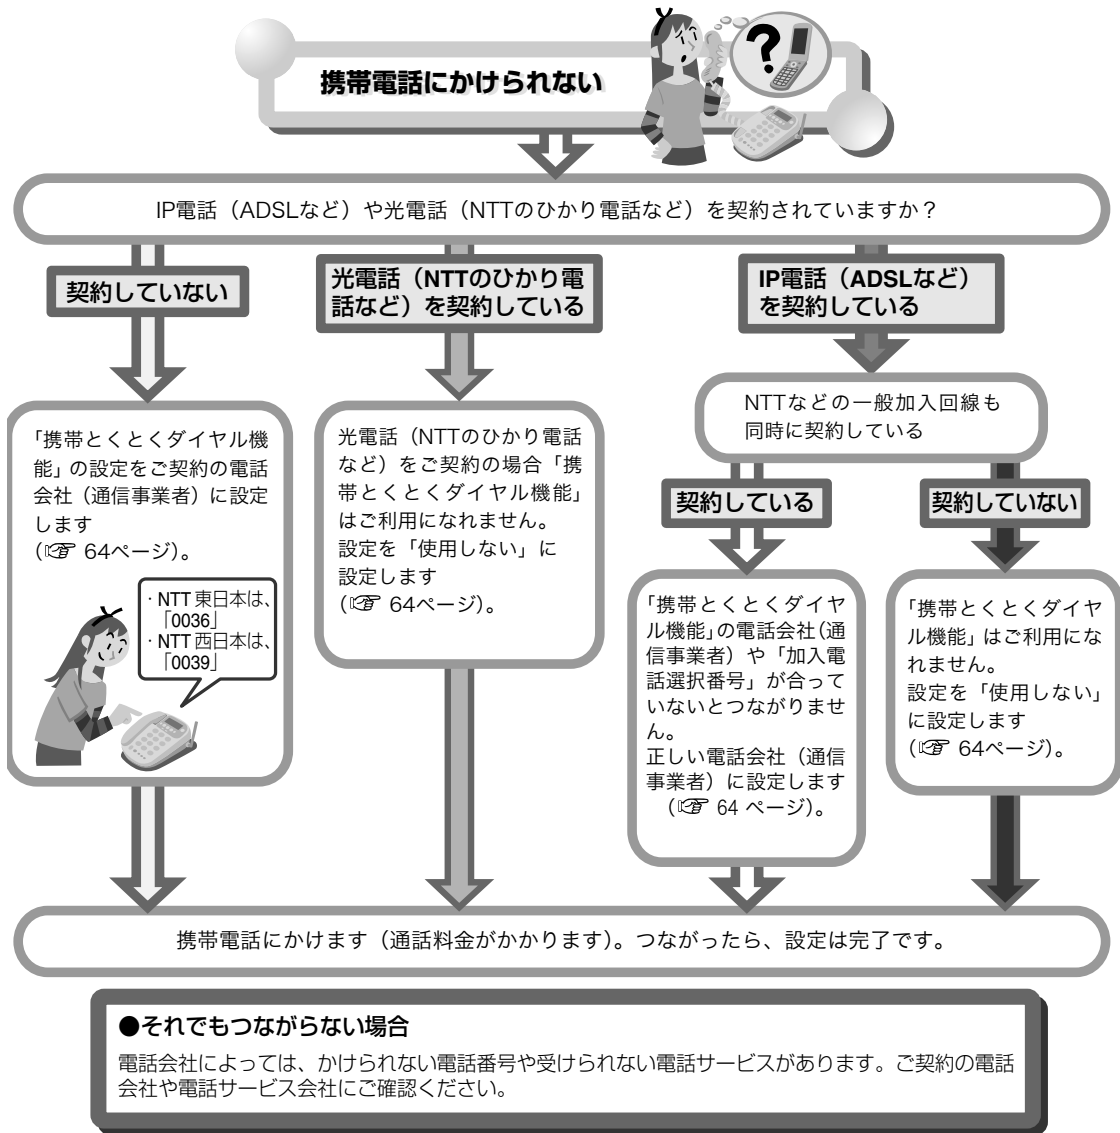 携帯電話にかけられない
?
IP電話（ADSLなど）や光電話（NTTのひかり電話など）を契約されていますか？
契約していない
「携帯とくとくダイヤル機
能」の設定をご契約の電話
会社（通信事業者）に設定
します
（☞ 64ページ）。
・NTT 東日本は、
「0036」
・NTT 西日本は、
「0039」
光電話（NTTのひかり電
話など）を契約している
光電話（NTTのひかり電話
など）をご契約の場合「携
帯とくとくダイヤル機能」
はご利用になれません。
設定を「使用しない」に
設定します
（☞ 64ページ）。
IP電話（ADSLなど）
を契約している
NTTなどの一般加入回線も
同時に契約している
契約している
「携帯とくとくダイヤ
ル機能」の電話会社（通
信事業者）や「加入電
話選択番号」が合って
いないとつながりませ
ん。
正しい電話会社（通信
事業者）に設定します
（☞ 64 ページ）。
契約していない
「携帯とくとくダイヤ
ル機能」はご利用にな
れません。
設定を「使用しない」
に設定します
（☞ 64ページ）。
携帯電話にかけます（通話料金がかかります）。つながったら、設定は完了です。
●それでもつながらない場合
電話会社によっては、かけられない電話番号や受けられない電話サービスがあります。ご契約の電話
会社や電話サービス会社にご確認ください。